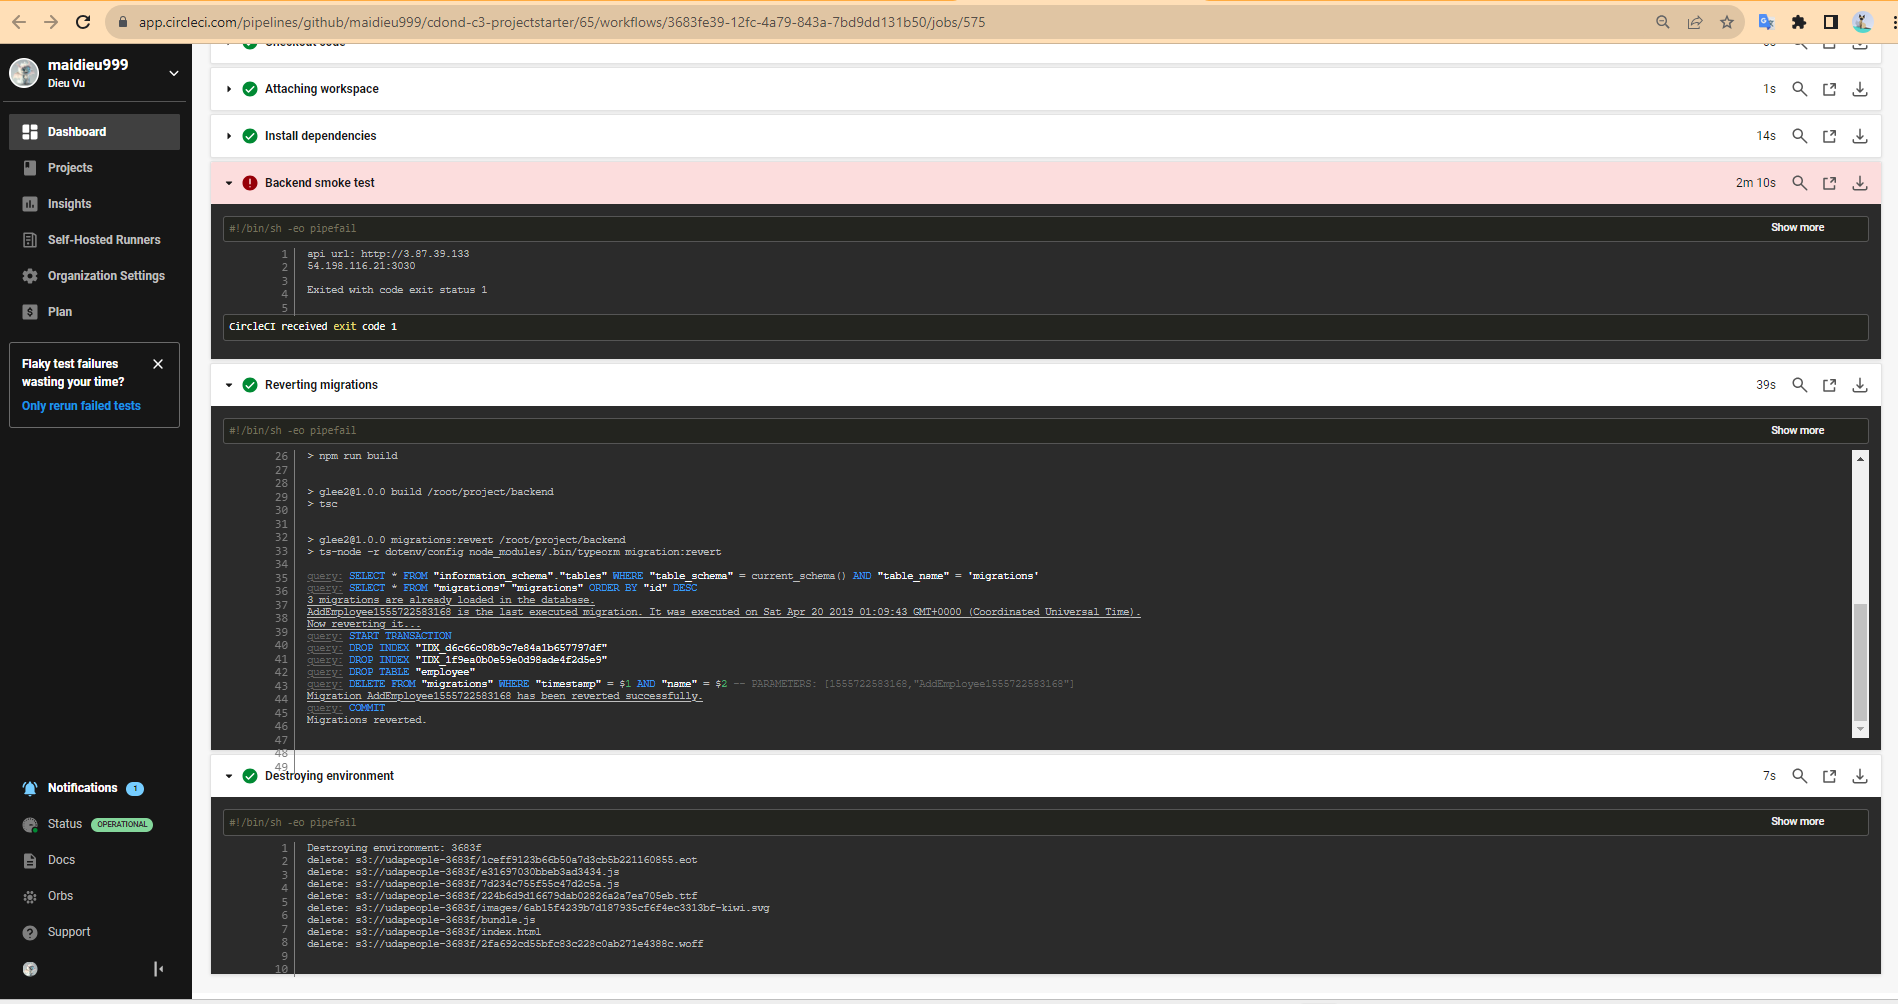 app.circleci.com/pipelines/github/maidieu999/cdond-c3-projectstarter/65/workflows/3683fe39-12fc-4a79-843a-7bd9dd131b50/jobs/575
maidieu999
Dieu Vu
Dashboard
Projects
Insights
Self-Hosted Runners
Organization Settings
Plan
Flaky test failures
wasting your time?
Only rerun failed tests
Notifications 1
Status OPERATIONAL
Docs
Orbs
Support
Checkout code
Attaching workspace 1s
Install dependencies 14s
Backend smoke test 2m 10s
#!/bin/sh -eo pipefail Show more
1 api url: http://3.87.39.133
2 54.198.116.21:3030
3
4 Exited with code exit status 1
5
CircleCI received exit code 1
Reverting migrations 39s
#!/bin/sh -eo pipefail Show more
26 > npm run build
27
28
29 > glee2@1.0.0 build /root/project/backend
30 > tsc
31
32
33 > glee2@1.0.0 migrations:revert /root/project/backend
34 > ts-node -r dotenv/config node_modules/.bin/typeorm migration:revert
35
36 query: SELECT * FROM "information_schema"."tables" WHERE "table_schema" = current_schema() AND "table_name" = 'migrations'
37 query: SELECT * FROM "migrations" "migrations" ORDER BY "id" DESC
38 3 migrations are already loaded in the database.
39 AddEmployee1555722583168 is the last executed migration. It was executed on Sat Apr 20 2019 01:09:43 GMT+0000 (Coordinated Universal Time).
40 Now reverting it...
41 query: START TRANSACTION
42 query: DROP INDEX "IDX_d6c66c08b9c7e84a1b657797df"
43 query: DROP INDEX "IDX_1f9ea0b0e59e0d98ade4f2d5e9"
44 query: DROP TABLE "employee"
45 query: DELETE FROM "migrations" WHERE "timestamp" = $1 AND "name" = $2 -- PARAMETERS: [1555722583168,"AddEmployee1555722583168"]
46 Migration AddEmployee1555722583168 has been reverted successfully.
47 query: COMMIT
48 Migrations reverted.
49
Destroying environment 7s
#!/bin/sh -eo pipefail Show more
1 Destroying environment: 3683f
2 delete: s3://udapeople-3683f/1ceff9123b66b50a7d3cb5b221160855.eot
3 delete: s3://udapeople-3683f/e31697030bbeb3ad3434.js
4 delete: s3://udapeople-3683f/7d234c755f55c47d2c5a.js
5 delete: s3://udapeople-3683f/224b6d9d16679dab02826a2a7ea705eb.ttf
6 delete: s3://udapeople-3683f/images/6ab15f4239b7d187935cf6f4ec3313bf-kiwi.svg
7 delete: s3://udapeople-3683f/bundle.js
8 delete: s3://udapeople-3683f/index.html
9 delete: s3://udapeople-3683f/2fa692cd55bfc83c228c0ab271e4388c.woff
10